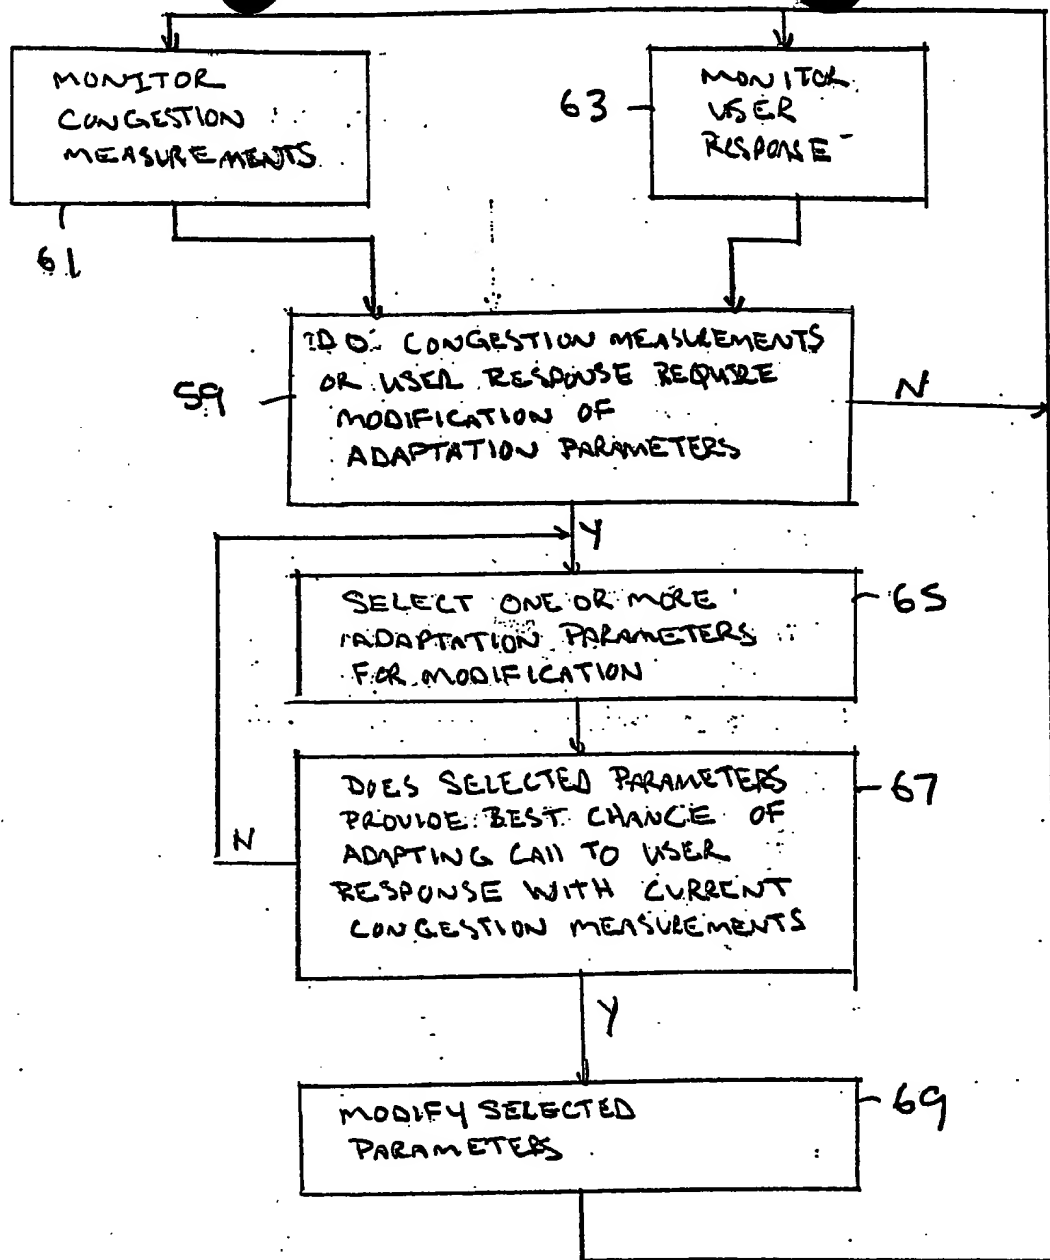 MONITOR
CONGESTION
MEASUREMENTS
61
63
MONITOR
USER
RESPONSE
59
DO CONGESTION MEASUREMENTS
OR USER RESPONSE REQUIRE
MODIFICATION OF
ADAPTATION PARAMETERS
N
Y
SELECT ONE OR MORE
ADAPTATION PARAMETERS
FOR MODIFICATION
65
DOES SELECTED PARAMETERS
PROVIDE BEST CHANCE OF
ADAPTING CALL TO USER
RESPONSE WITH CURRENT
CONGESTION MEASUREMENTS
67
N
Y
MODIFY SELECTED
PARAMETERS
69